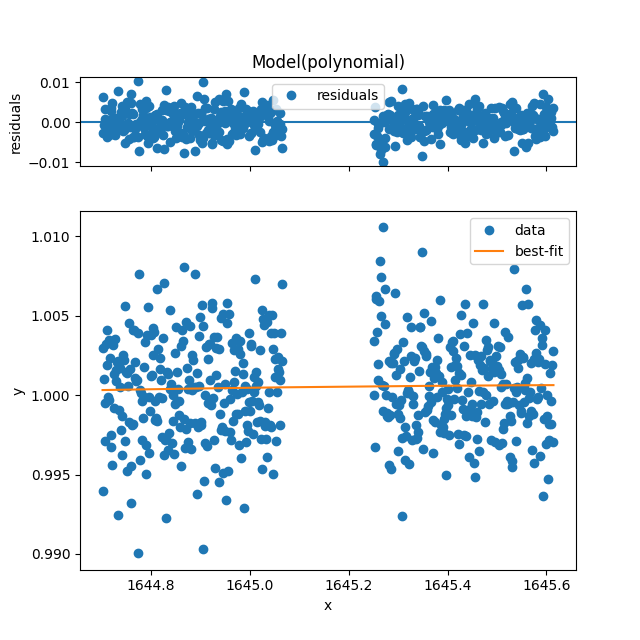 Model(polynomial)
0.01
0.00
−0.01
residuals
residuals
1.010
1.005
1.000
0.995
0.990
y
data
best-fit
1644.8 1645.0 1645.2 1645.4 1645.6
x